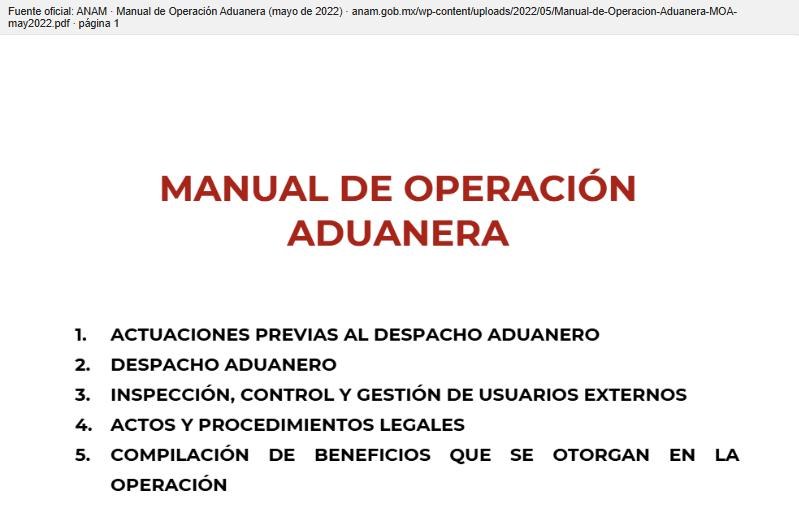 Fuente oficial: ANAM · Manual de Operación Aduanera (mayo de 2022) · anam.gob.mx/wp-content/uploads/2022/05/Manual-de-Operacion-Aduanera-MOA-
may2022.pdf · página 1
MANUAL DE OPERACIÓN
ADUANERA
1. ACTUACIONES PREVIAS AL DESPACHO ADUANERO
2. DESPACHO ADUANERO
3. INSPECCIÓN, CONTROL Y GESTIÓN DE USUARIOS EXTERNOS
4. ACTOS Y PROCEDIMIENTOS LEGALES
5. COMPILACIÓN DE BENEFICIOS QUE SE OTORGAN EN LA
OPERACIÓN